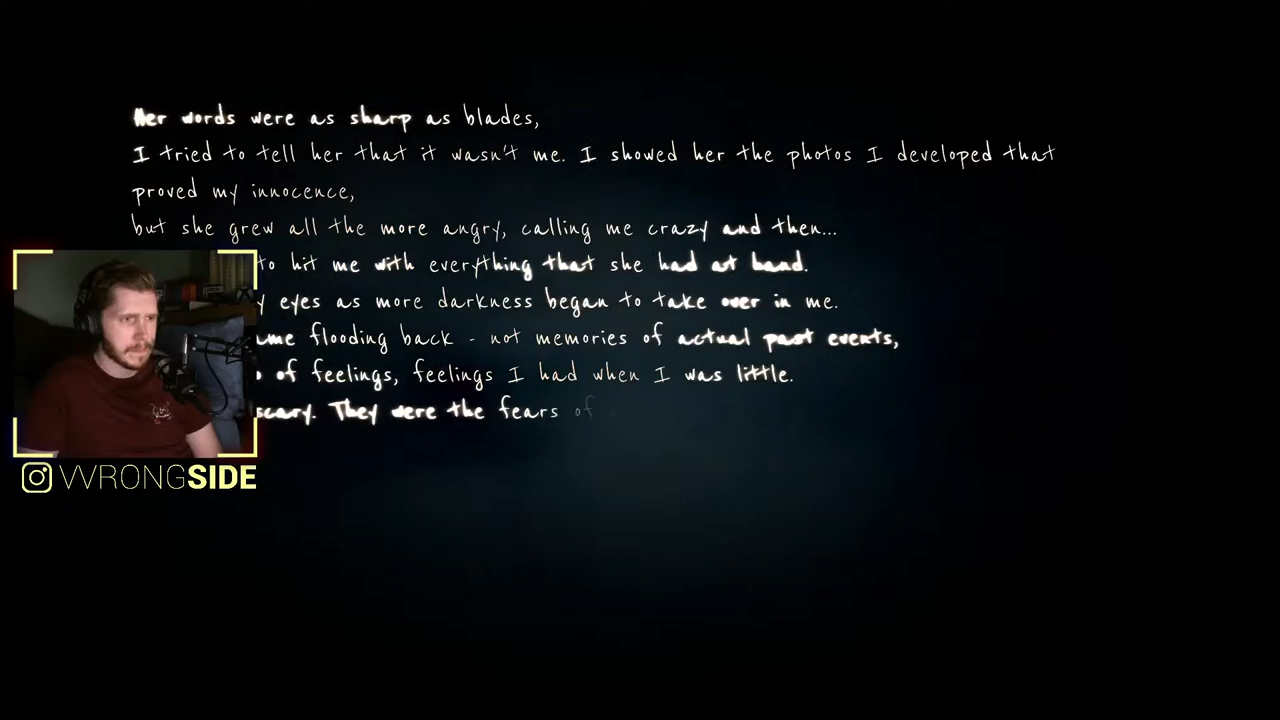 Her words were as sharp as blades,
I tried to tell her that it wasn't me. I showed her the photos I developed that
proved my innocence,
but she grew all the more angry, calling me crazy and then...
to hit me with everything that she had at hand.
eyes as more darkness began to take over in me.
flooding back - not memories of actual past events,
of feelings, feelings I had when I was little.
scary. They were the fears of
VVRONGSIDE